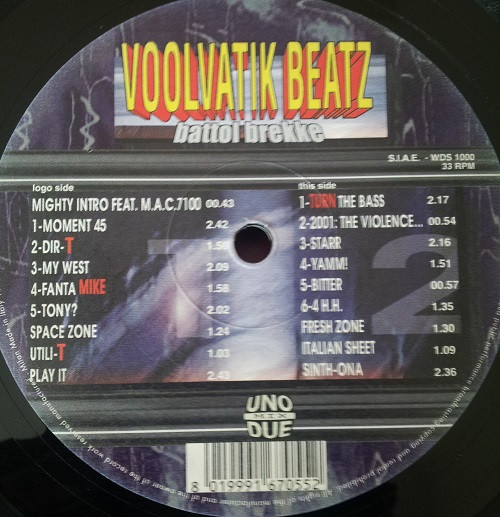 VOOLVATIK BEATZ
battol brekke
S.I.A.E. - WDS 1000
33 RPM
logo side
MIGHTY INTRO FEAT. M.A.C.7100 00.43
1-MOMENT 45 2.42
2-DIR-T 1.56
3-MY WEST 2.09
4-FANTA MIKE 1.58
5-TONY? 2.02
SPACE ZONE 1.24
UTILI-T 1.03
PLAY IT 2.43
this side
1-TURN THE BASS 2.17
2-2001: THE VIOLENCE... 00.54
3-STARR 2.16
4-YAMM! 1.51
5-BITTER 00.57
6-4 H.H. 1.35
FRESH ZONE 1.30
ITALIAN SHEET 1.09
SINTH-ONA 2.36
UNO
MIX
DUE
8 019991 670552